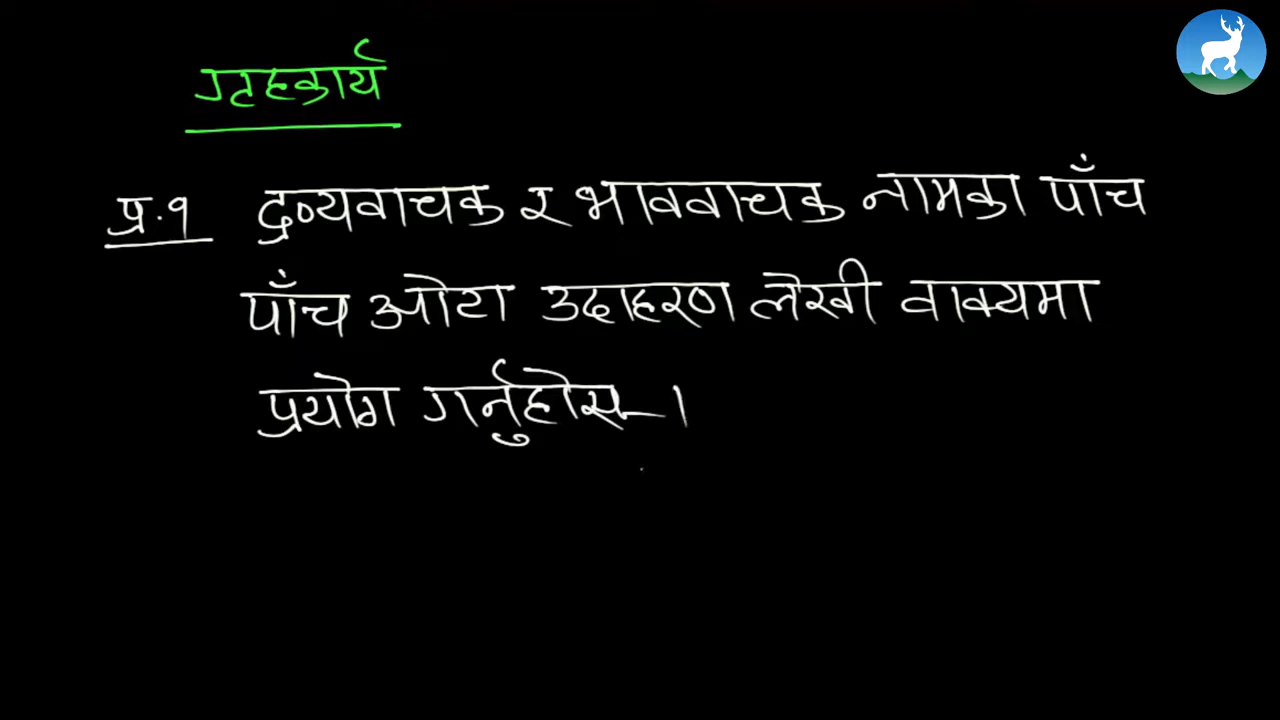 गृहकार्य
प्र.१ द्रव्यवाचक र भाववाचक नामका पाँच
पाँच ओटा उदाहरण लेखी वाक्यमा
प्रयोग गर्नुहोस् ।